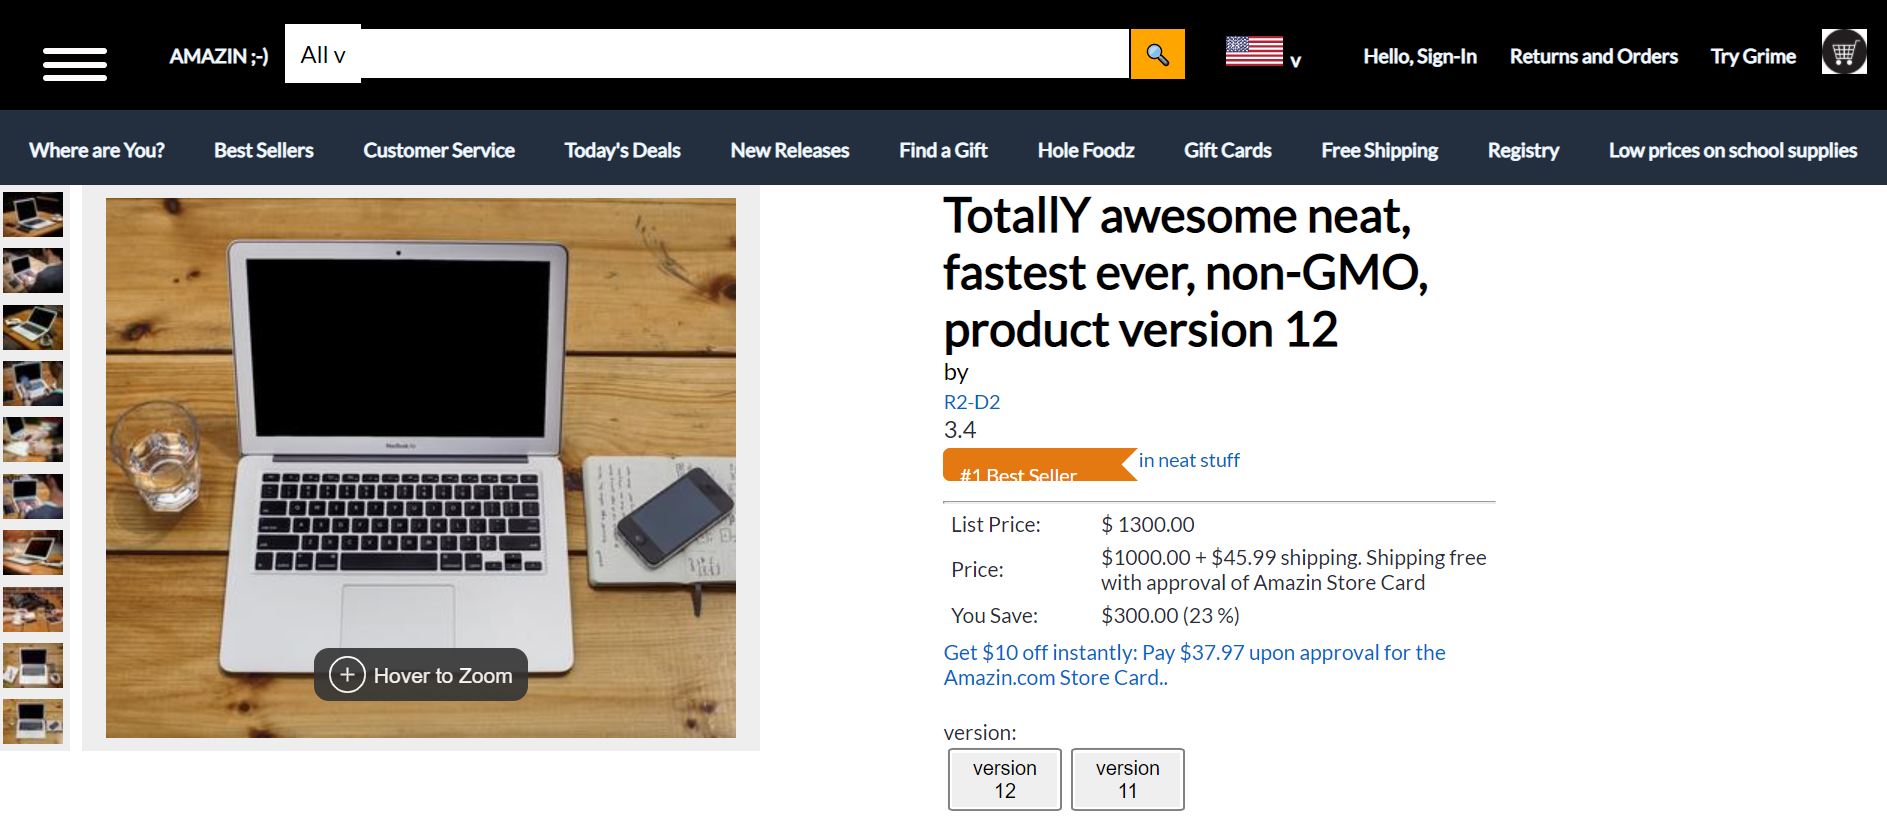 AMAZIN ;-)
All v
v
Hello, Sign-In
Returns and Orders
Try Grime
Where are You?
Best Sellers
Customer Service
Today's Deals
New Releases
Find a Gift
Hole Foodz
Gift Cards
Free Shipping
Registry
Low prices on school supplies
Hover to Zoom
TotallY awesome neat,
fastest ever, non-GMO,
product version 12
by
R2-D2
3.4
#1 Best Seller
in neat stuff
List Price: $ 1300.00
Price: $1000.00 + $45.99 shipping. Shipping free
with approval of Amazin Store Card
You Save: $300.00 (23 %)
Get $10 off instantly: Pay $37.97 upon approval for the
Amazin.com Store Card..
version:
version
12
version
11